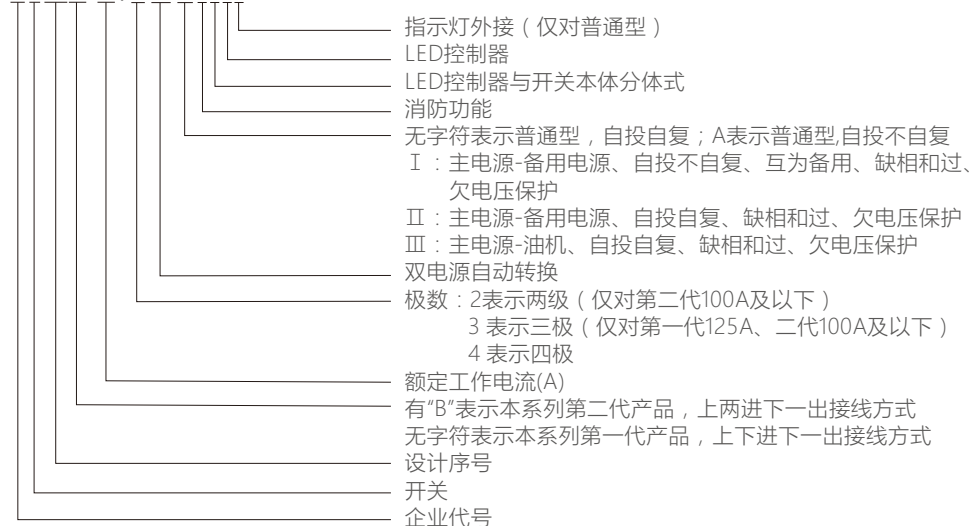 指示灯外接（仅对普通型）
LED控制器
LED控制器与开关本体分体式
消防功能
无字符表示普通型，自投自复；A表示普通型,自投不自复
Ⅰ：主电源-备用电源、自投不自复、互为备用、缺相和过、
欠电压保护
Ⅱ：主电源-备用电源、自投自复、缺相和过、欠电压保护
Ⅲ：主电源-油机、自投自复、缺相和过、欠电压保护
双电源自动转换
极数：2表示两级（仅对第二代100A及以下）
3 表示三极（仅对第一代125A、二代100A及以下）
4 表示四极
额定工作电流(A)
有“B”表示本系列第二代产品，上两进下一出接线方式
无字符表示本系列第一代产品，上下进下一出接线方式
设计序号
开关
企业代号